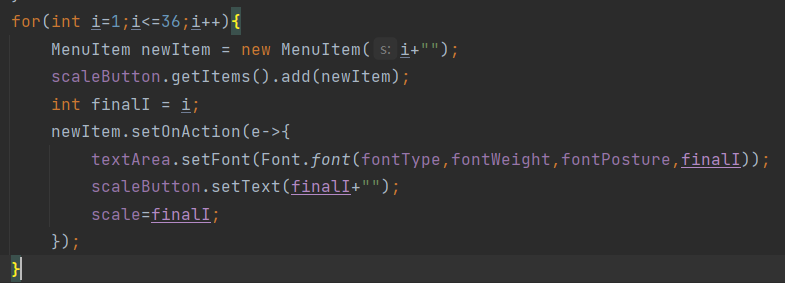 for(int i=1;i<=36;i++){
    MenuItem newItem = new MenuItem( s: i+"");
    scaleButton.getItems().add(newItem);
    int finalI = i;
    newItem.setOnAction(e->{
        textArea.setFont(Font.font(fontType,fontWeight,fontPosture,finalI));
        scaleButton.setText(finalI+"");
        scale=finalI;
    });
}